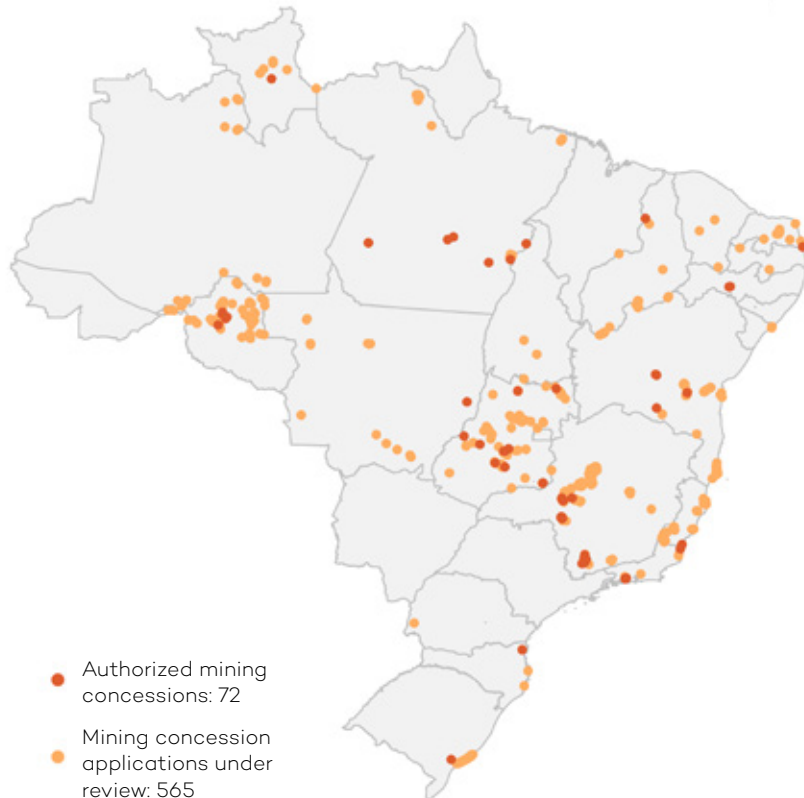 Authorized mining
concessions: 72
Mining concession
applications under
review: 565